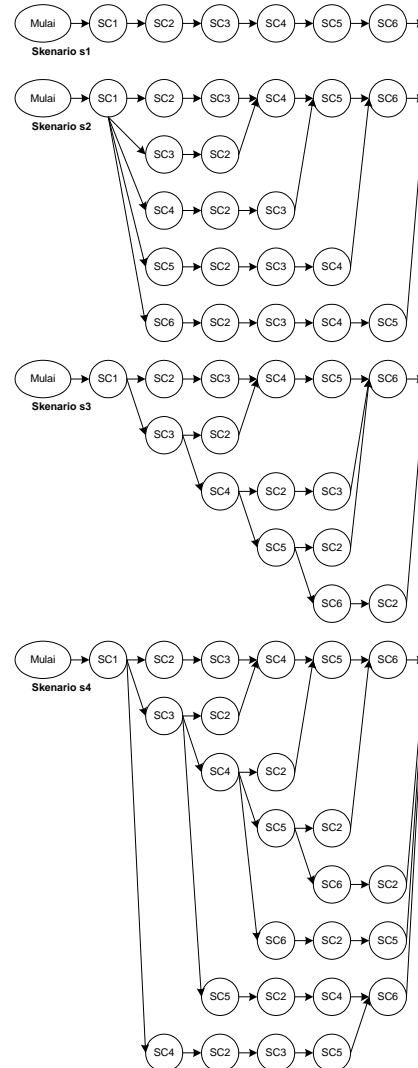 Mulai SC1 SC2 SC3 SC4 SC5 SC6
Skenario s1
Mulai SC1 SC2 SC3 SC4 SC5 SC6
Skenario s2
SC3 SC2
SC4 SC2 SC3
SC5 SC2 SC3 SC4
SC6 SC2 SC3 SC4 SC5
Mulai SC1 SC2 SC3 SC4 SC5 SC6
Skenario s3
SC3 SC2
SC4 SC2 SC3
SC5 SC2
SC6 SC2
Mulai SC1 SC2 SC3 SC4 SC5 SC6
Skenario s4
SC3 SC2
SC4 SC2
SC5 SC2
SC6 SC2
SC6 SC2 SC5
SC5 SC2 SC4 SC6
SC4 SC2 SC3 SC5